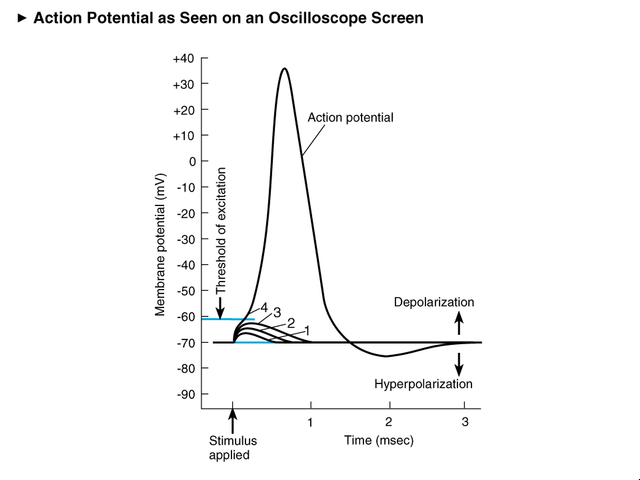 ► Action Potential as Seen on an Oscilloscope Screen
+40
+30
+20
+10
0
-10
-20
-30
-40
-50
-60
-70
-80
-90
Membrane potential (mV)
Threshold of excitation
Action potential
4
3
2
1
Depolarization
Hyperpolarization
1
2
3
Stimulus
applied
Time (msec)